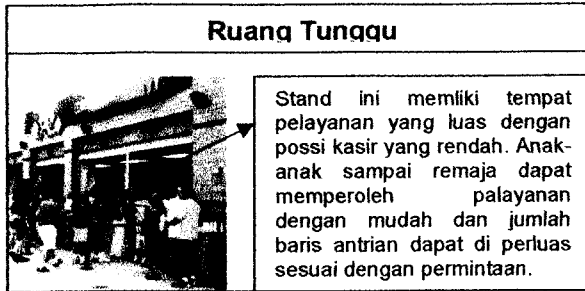 Ruang Tunggu
Stand ini memliki tempat
pelayanan yang luas dengan
possi kasir yang rendah. Anak-
anak sampai remaja dapat
memperoleh palayanan
dengan mudah dan jumlah
baris antrian dapat di perluas
sesuai dengan permintaan.